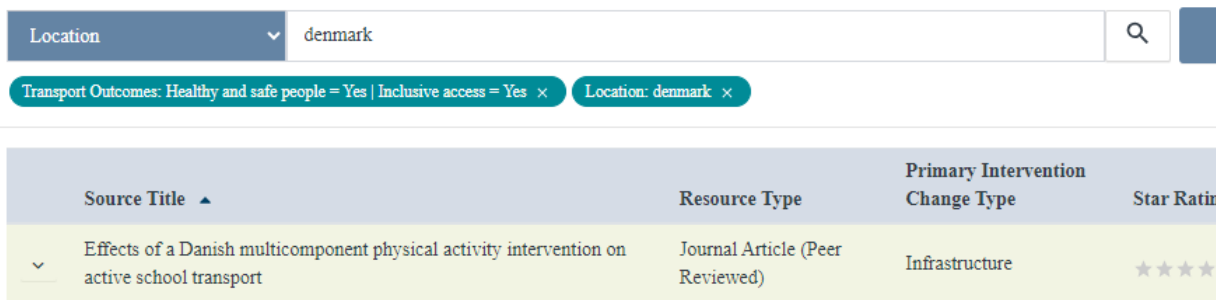 Location denmark
Transport Outcomes: Healthy and safe people = Yes | Inclusive access = Yes × Location: denmark ×
Primary Intervention
Source Title Resource Type Change Type Star Ratin
Effects of a Danish multicomponent physical activity intervention on Journal Article (Peer
active school transport Reviewed) Infrastructure